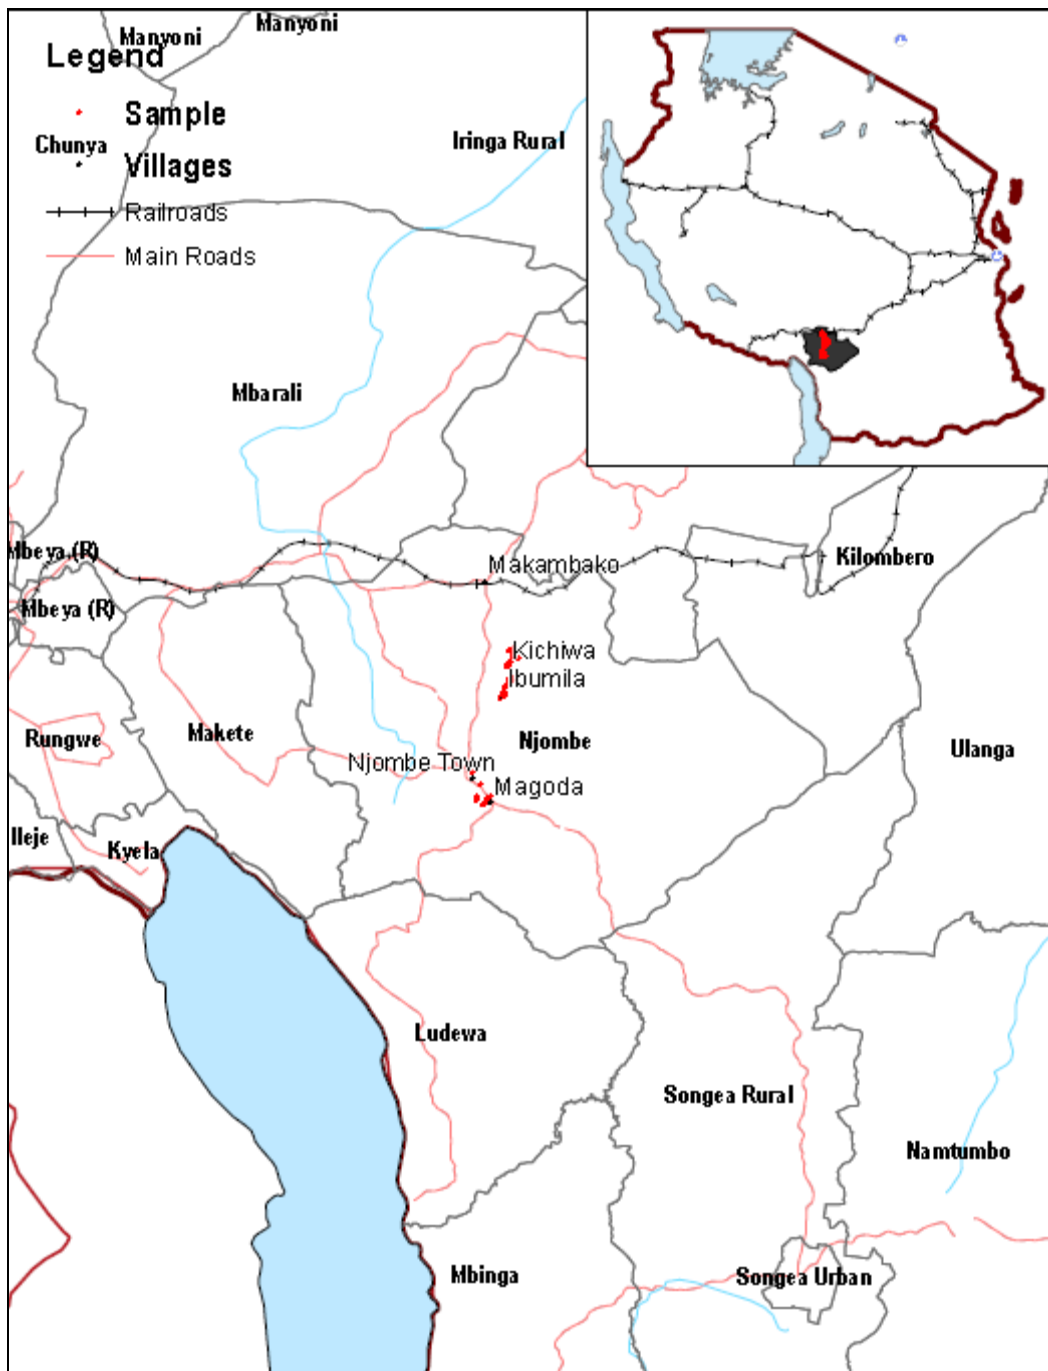 Manyoni
Manyoni
Legend
Sample
Chunya
Villages
Iringa Rural
Railroads
Main Roads
Mbarali
Mbeya (R)
Makambako
Kilombero
Mbeya (R)
Kichiwa
Ibumila
Rungwe
Makete
Njombe
Ulanga
Njombe Town
Magoda
Ileje
Kyela
Ludewa
Songea Rural
Namtumbo
Mbinga
Songea Urban